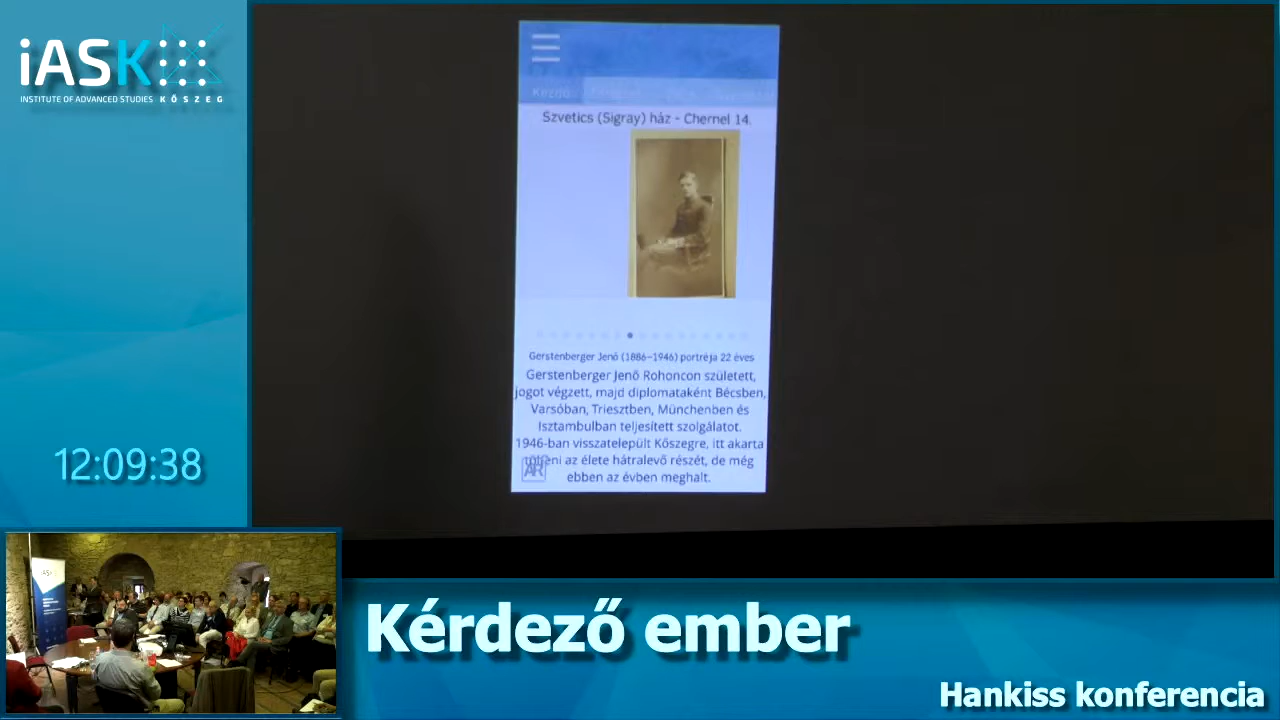 iASK
INSTITUTE OF ADVANCED STUDIES KŐSZEG
Kezdő
Szvetics (Sigray) ház - Chernel 14.
Gerstenberger Jenő (1886-1946) portréja 22 éves
Gerstenberger Jenő Rohoncon született,
jogot végzett, majd diplomataként Bécsben,
Varsóban, Triesztben, Münchenben és
Isztambulban teljesített szolgálatot.
1946-ban visszatelepült Kőszegre, itt akarta
az élete hátralevő részét, de még
AR
ebben az évben meghalt.
12:09:38
iASK
Kérdező ember
Hankiss konferencia